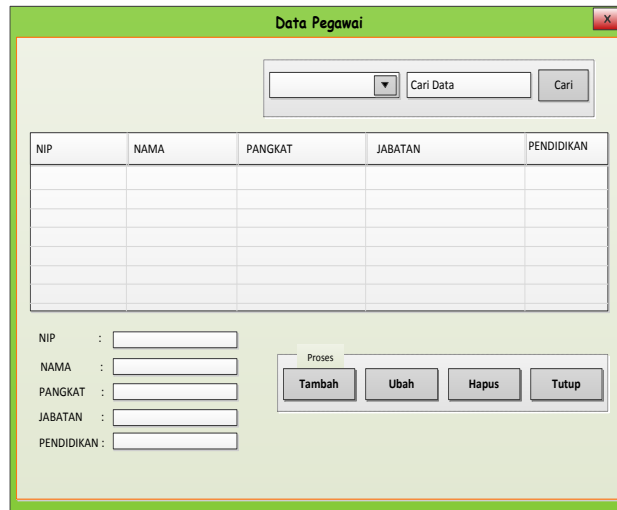 Data Pegawai
X
Cari Data
Cari
NIP NAMA PANGKAT JABATAN PENDIDIKAN
NIP :
NAMA :
PANGKAT :
JABATAN :
PENDIDIKAN :
Proses
Tambah Ubah Hapus Tutup